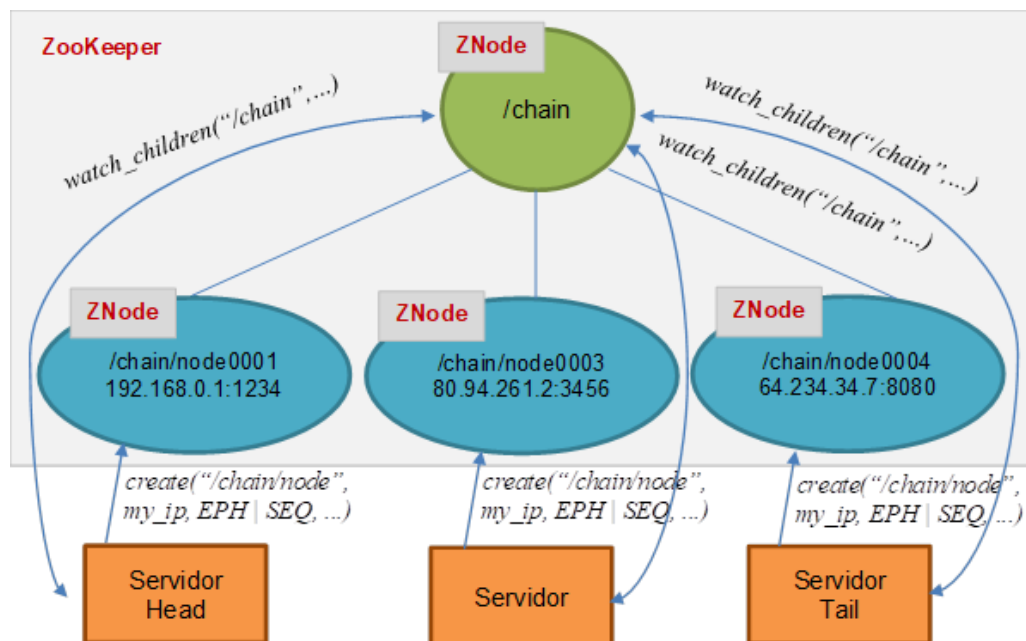 ZooKeeper
ZNode
/chain
watch_children(“/chain”,...)
watch_children(“/chain”,...)
watch_children(“/chain”,...)
ZNode
/chain/node0001
192.168.0.1:1234
ZNode
/chain/node0003
80.94.261.2:3456
ZNode
/chain/node0004
64.234.34.7:8080
create(“/chain/node”,
my_ip, EPH | SEQ, ...)
create(“/chain/node”,
my_ip, EPH | SEQ, ...)
create(“/chain/node”,
my_ip, EPH | SEQ, ...)
Servidor
Head
Servidor
Servidor
Tail